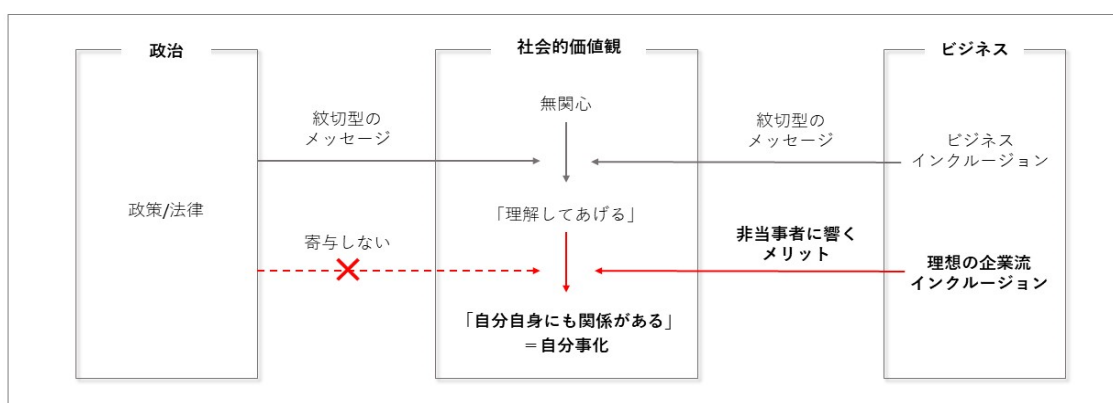 政治
社会的価値観
ビジネス
無関心
紋切型の
メッセージ
紋切型の
メッセージ
ビジネス
インクルージョン
政策/法律
「理解してあげる」
寄与しない
非当事者に響く
メリット
理想の企業流
インクルージョン
「自分自身にも関係がある」
＝自分事化